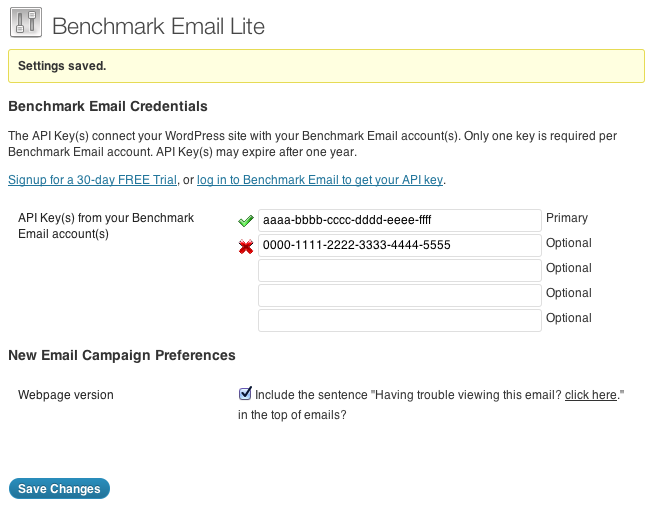 Benchmark Email Lite
Settings saved.
Benchmark Email Credentials
The API Key(s) connect your WordPress site with your Benchmark Email account(s). Only one key is required per
Benchmark Email account. API Key(s) may expire after one year.
Signup for a 30-day FREE Trial, or log in to Benchmark Email to get your API key.
API Key(s) from your Benchmark
Email account(s)
aaaa-bbbb-cccc-dddd-eeee-ffff Primary
0000-1111-2222-3333-4444-5555 Optional
Optional
Optional
Optional
New Email Campaign Preferences
Webpage version
Include the sentence "Having trouble viewing this email? click here."
in the top of emails?
Save Changes